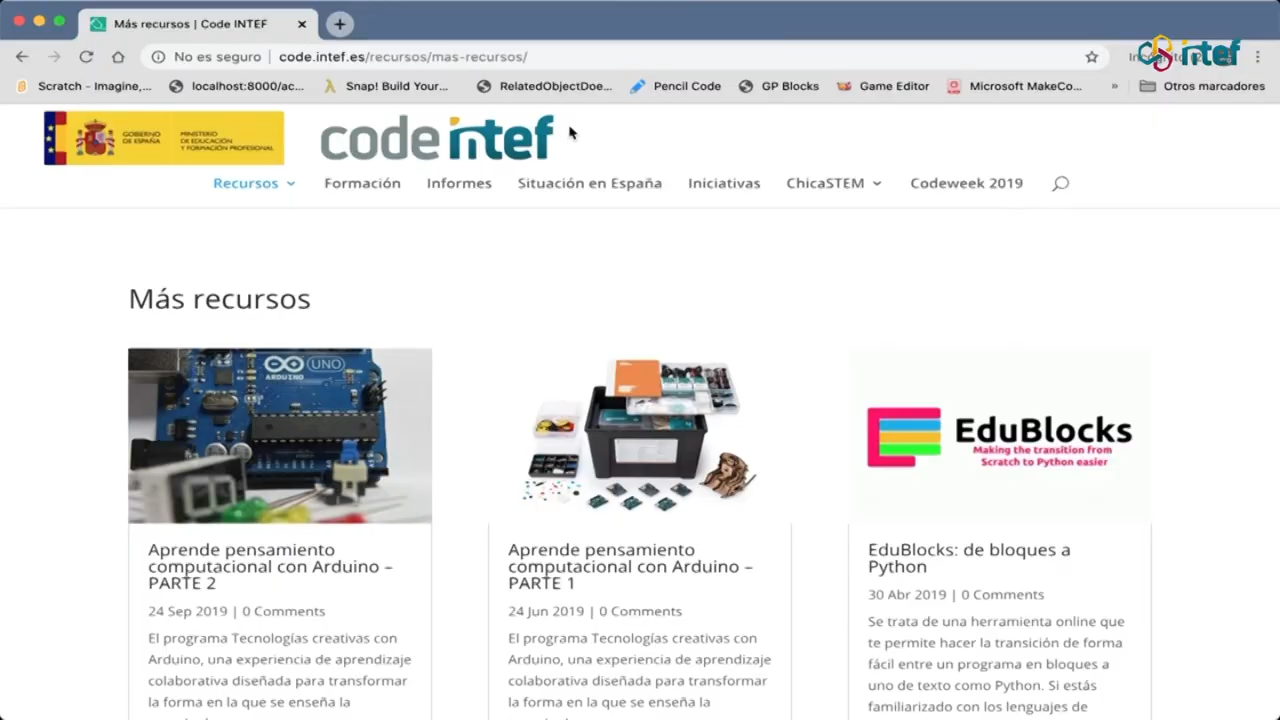 Más recursos | Code INTEF
No es seguro
code.intef.es/recursos/mas-recursos/
intef
Scratch – Imagine,...
localhost:8000/ac...
Snap! Build Your...
RelatedObjectDoe...
Pencil Code
GP Blocks
Game Editor
Microsoft MakeCo...
»
Otros marcadores
GOBIERNO DE ESPAÑA
MINISTERIO DE EDUCACIÓN Y FORMACIÓN PROFESIONAL
code intef
Recursos
Formación
Informes
Situación en España
Iniciativas
ChicaSTEM
Codeweek 2019
Más recursos
UNO
ARDUINO
Aprende pensamiento
computacional con Arduino –
PARTE 2
24 Sep 2019 | 0 Comments
El programa Tecnologías creativas con
Arduino, una experiencia de aprendizaje
colaborativa diseñada para transformar
la forma en la que se enseña la
Aprende pensamiento
computacional con Arduino –
PARTE 1
24 Jun 2019 | 0 Comments
El programa Tecnologías creativas con
Arduino, una experiencia de aprendizaje
colaborativa diseñada para transformar
la forma en la que se enseña la
EduBlocks
Making the transition from
Scratch to Python easier
EduBlocks: de bloques a
Python
30 Abr 2019 | 0 Comments
Se trata de una herramienta online que
te permite hacer la transición de forma
fácil entre un programa en bloques a
uno de texto como Python. Si estás
familiarizado con los lenguajes de